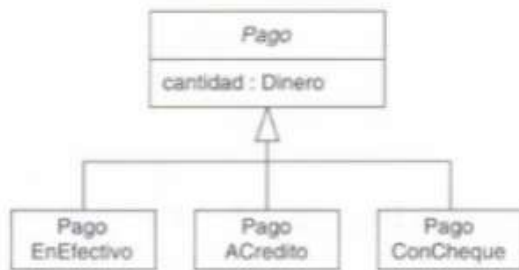 Pago
cantidad : Dinero
Pago
EnEfectivo
Pago
ACredito
Pago
ConCheque